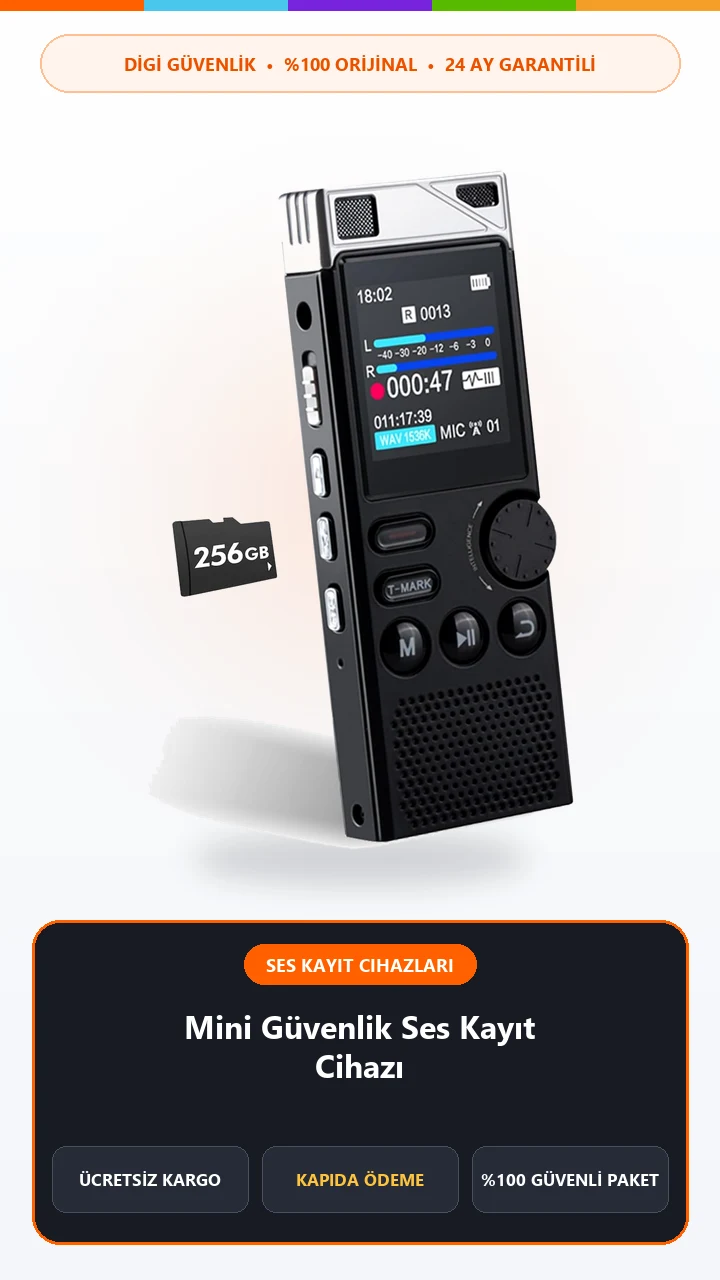 DİGİ GÜVENLİK • %100 ORİJİNAL • 24 AY GARANTİLİ
18:02
R 0013
L
-40 -30 -20 -12 -6 -3 0
R
000:47
011:17:39
WAV 1536K MIC 01
256GB
INTELLIGENCE
T-MARK
M
SES KAYIT CIHAZLARI
Mini Güvenlik Ses Kayıt
Cihazı
ÜCRETSİZ KARGO
KAPIDA ÖDEME
%100 GÜVENLİ PAKET